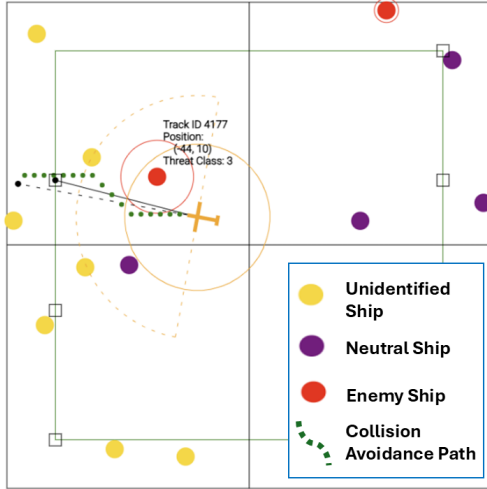 Track ID 4177
Position:
(-44, 10)
Threat Class: 3
Unidentified
Ship
Neutral Ship
Enemy Ship
Collision
Avoidance Path